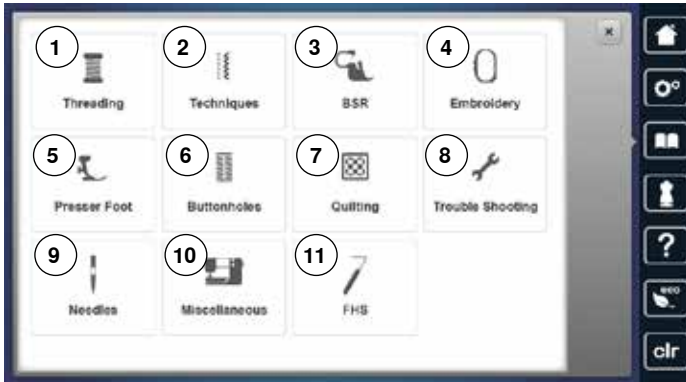 1
2
3
4
Threading
Techniques
BSR
Embroidery
5
6
7
8
Presser Foot
Buttonholes
Quilting
Trouble Shooting
9
10
11
Needles
Miscellaneous
FHS
?
eco
clr